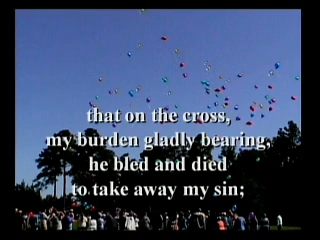 that on the cross,
my burden gladly bearing,
he bled and died
to take away my sin;